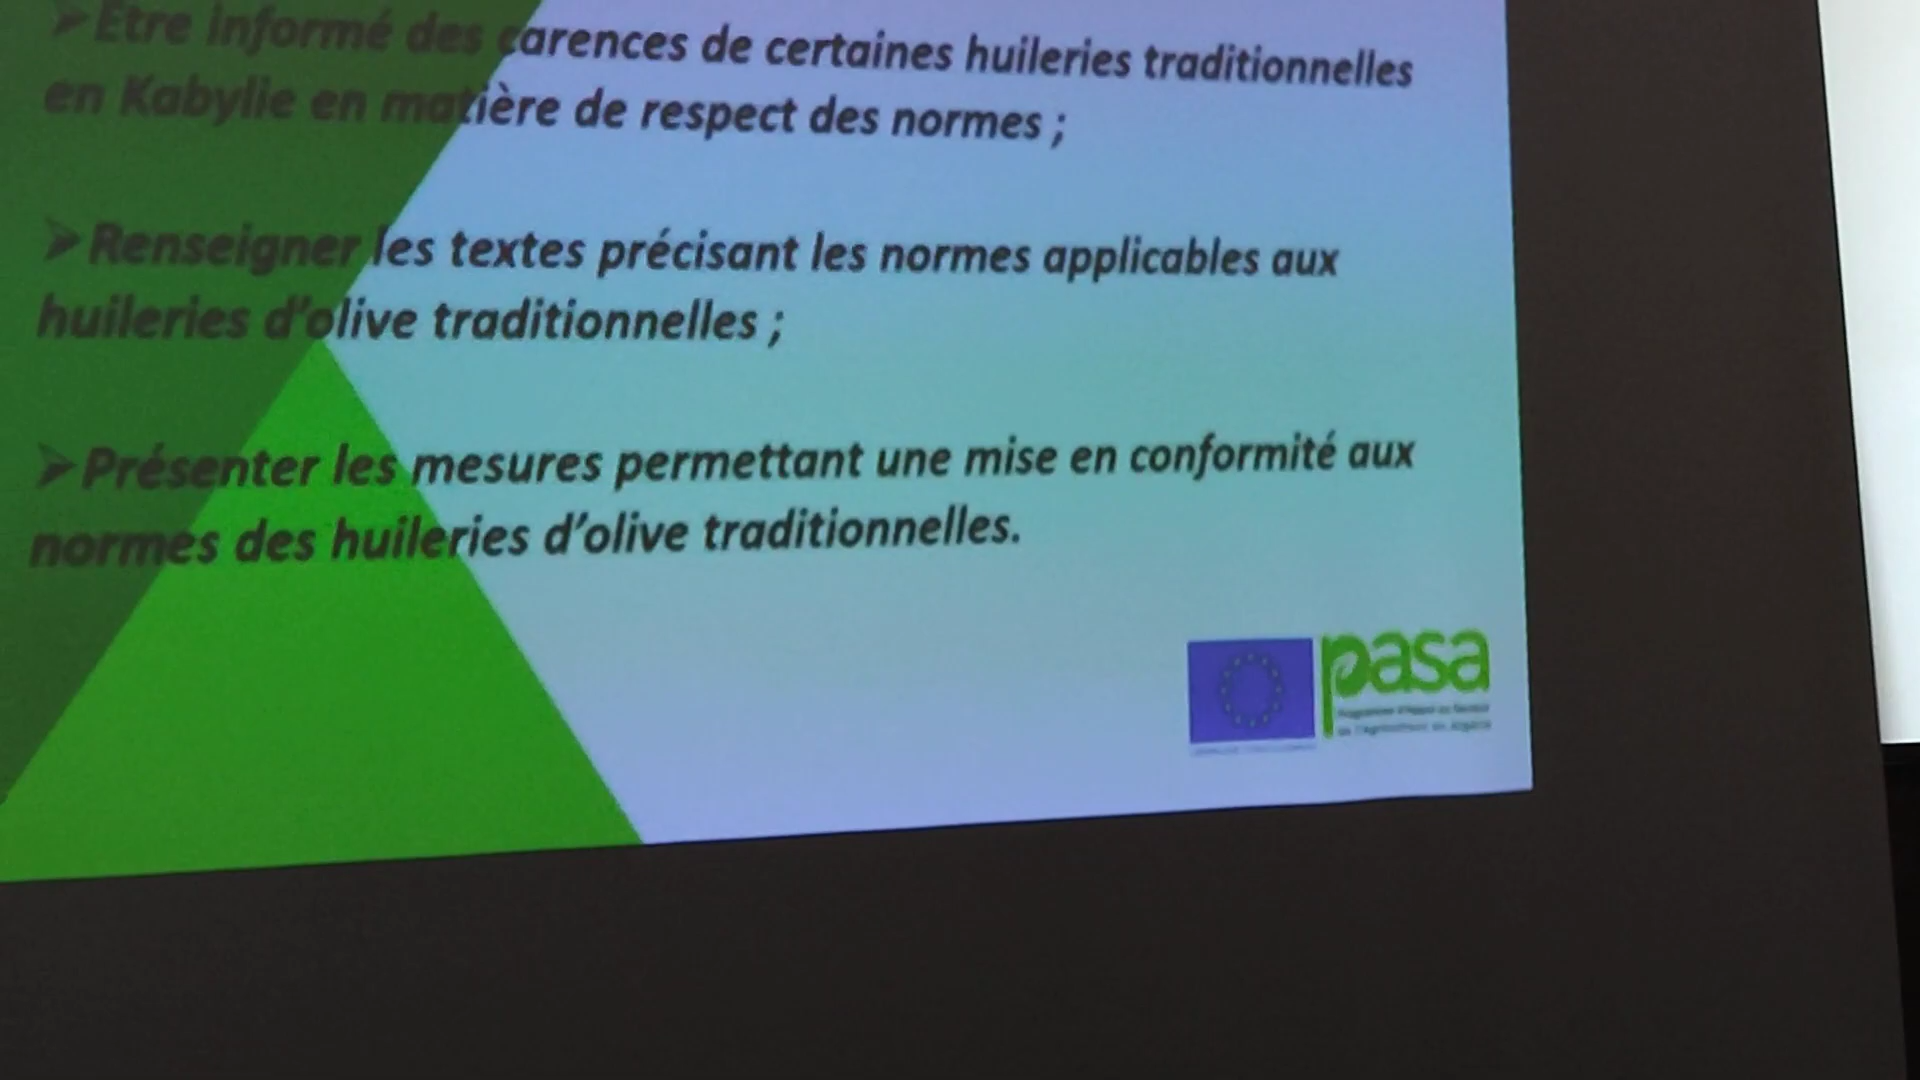 ➢Etre informé des carences de certaines huileries traditionnelles
en Kabylie en matière de respect des normes ;
➢Renseigner les textes précisant les normes applicables aux
huileries d'olive traditionnelles ;
➢Présenter les mesures permettant une mise en conformité aux
normes des huileries d'olive traditionnelles.
pasa